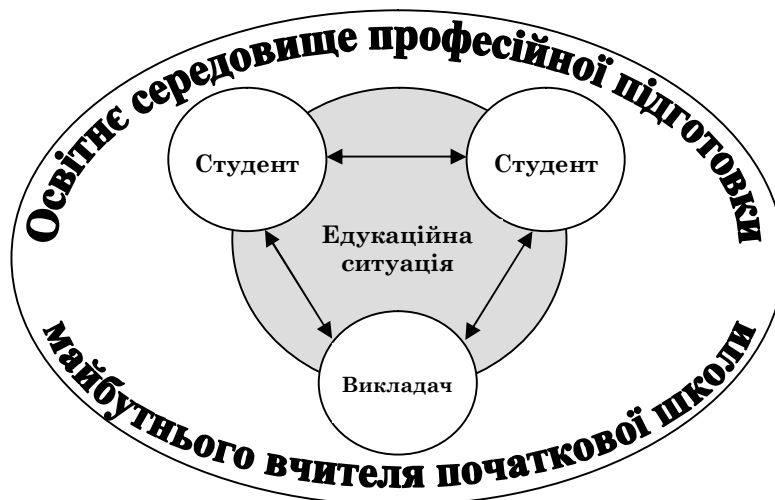 Освітнє середовище професійної підготовки
Студент
Студент
Едукаційна
ситуація
Викладач
майбутнього вчителя початкової школи